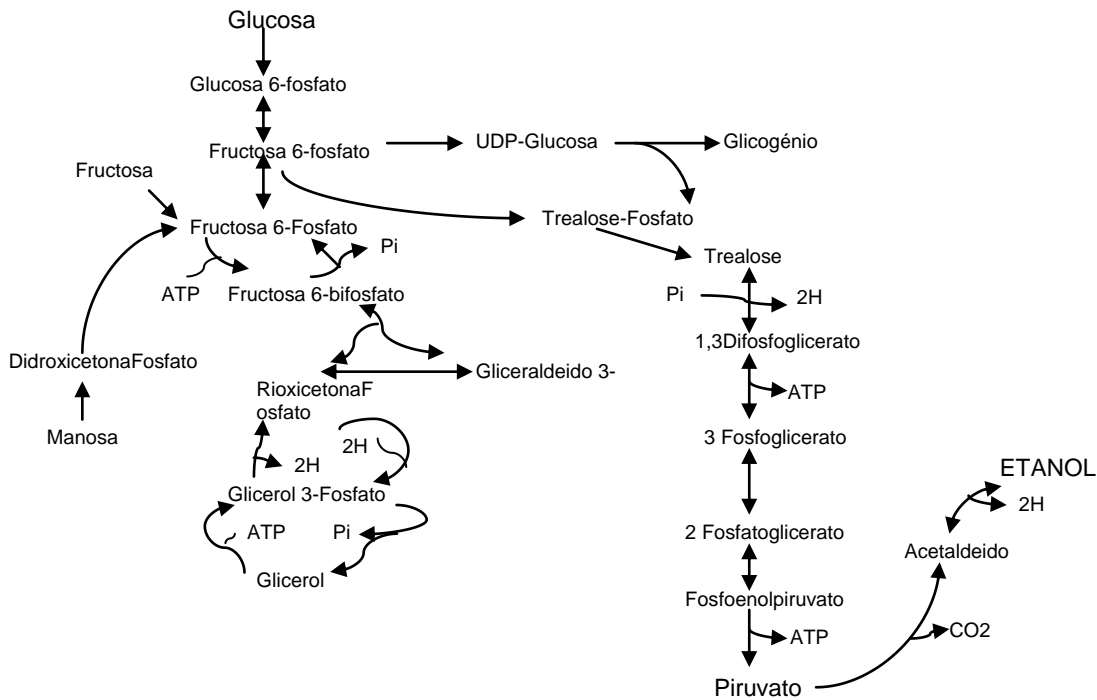 Glucosa
Glucosa 6-fosfato
Fructosa 6-fosfato
UDP-Glucosa
Glicogénio
Fructosa
Fructosa 6-Fosfato
Trealose-Fosfato
Pi
Trealose
ATP
Fructosa 6-bifosfato
Pi
2H
1,3Difosfoglicerato
DidroxicetonaFosfato
Gliceraldeido 3-
RioxicetonaF
osfato
ATP
Manosa
2H
2H
3 Fosfoglicerato
ETANOL
Glicerol 3-Fosfato
2H
ATP
Pi
2 Fosfatoglicerato
Acetaldeido
Glicerol
Fosfoenolpiruvato
ATP
CO2
Piruvato